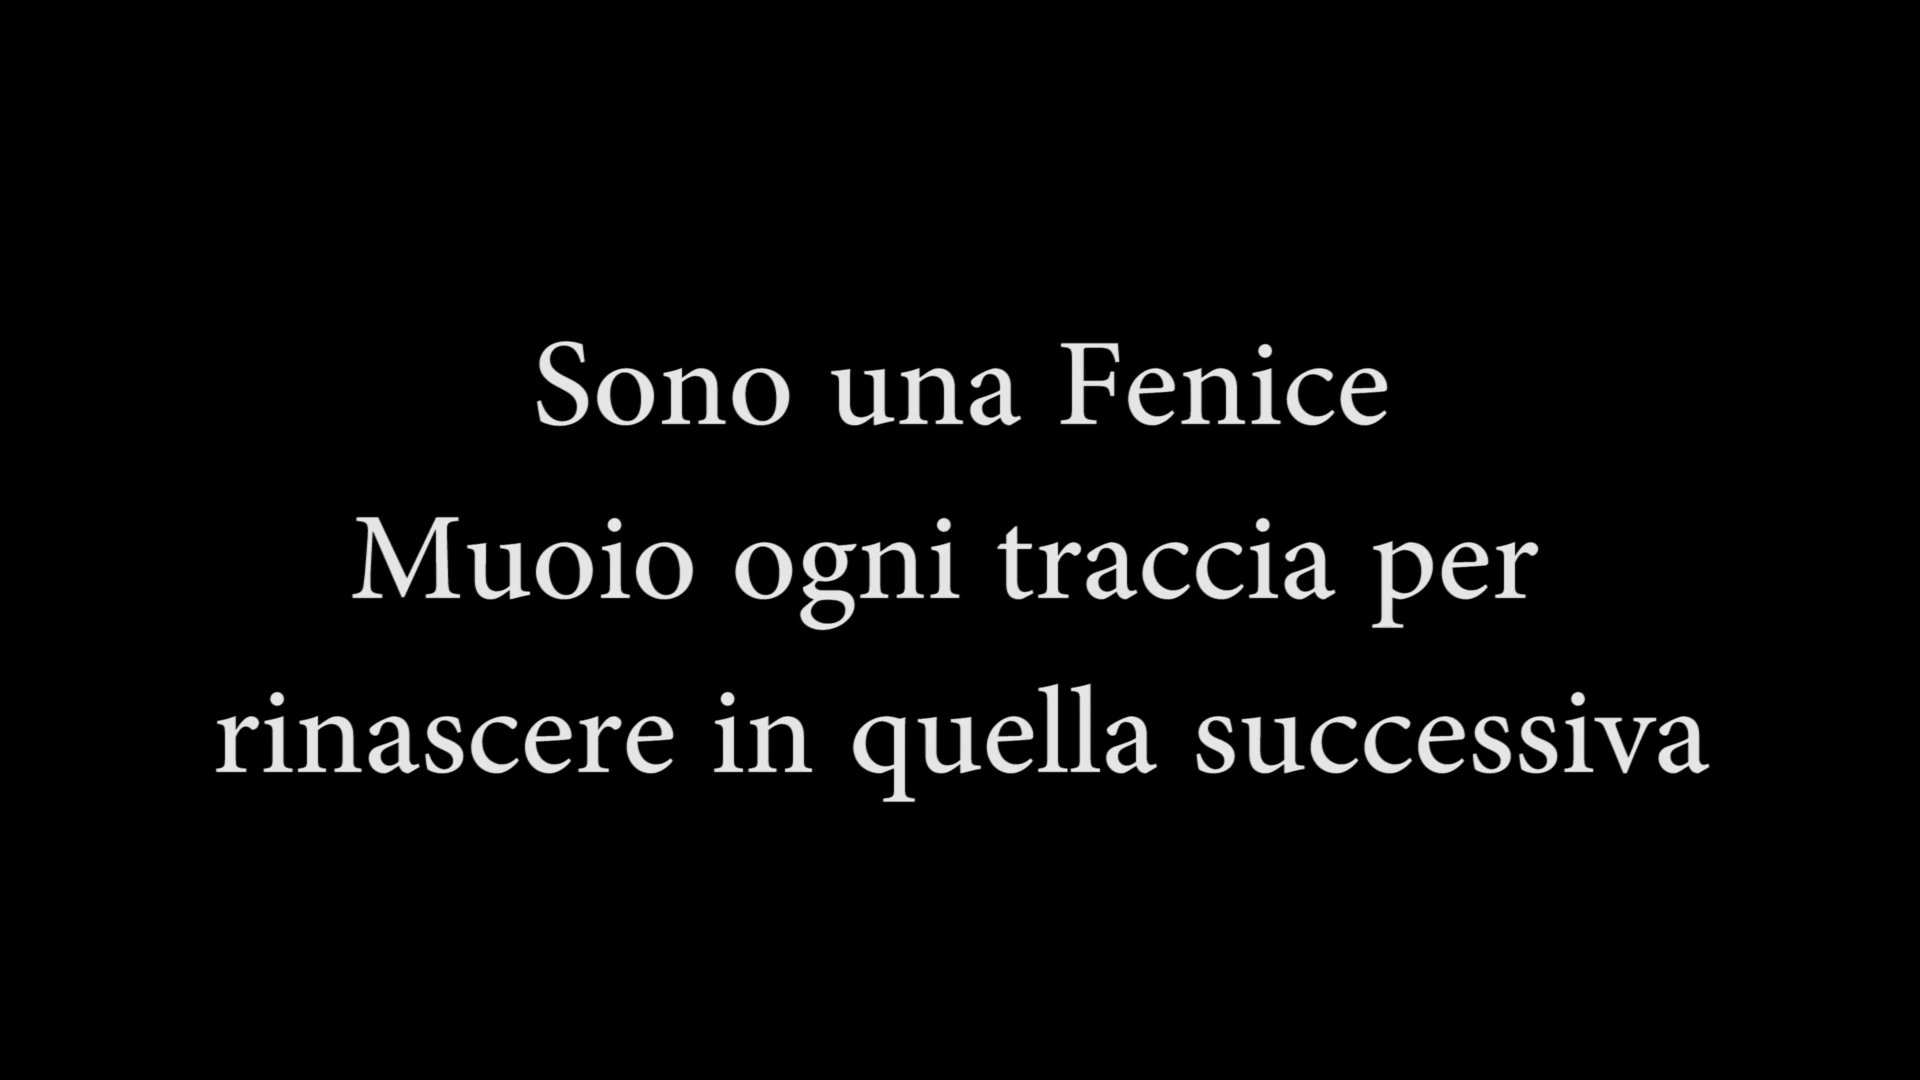 Sono una Fenice
Muoio ogni traccia per
rinascere in quella successiva